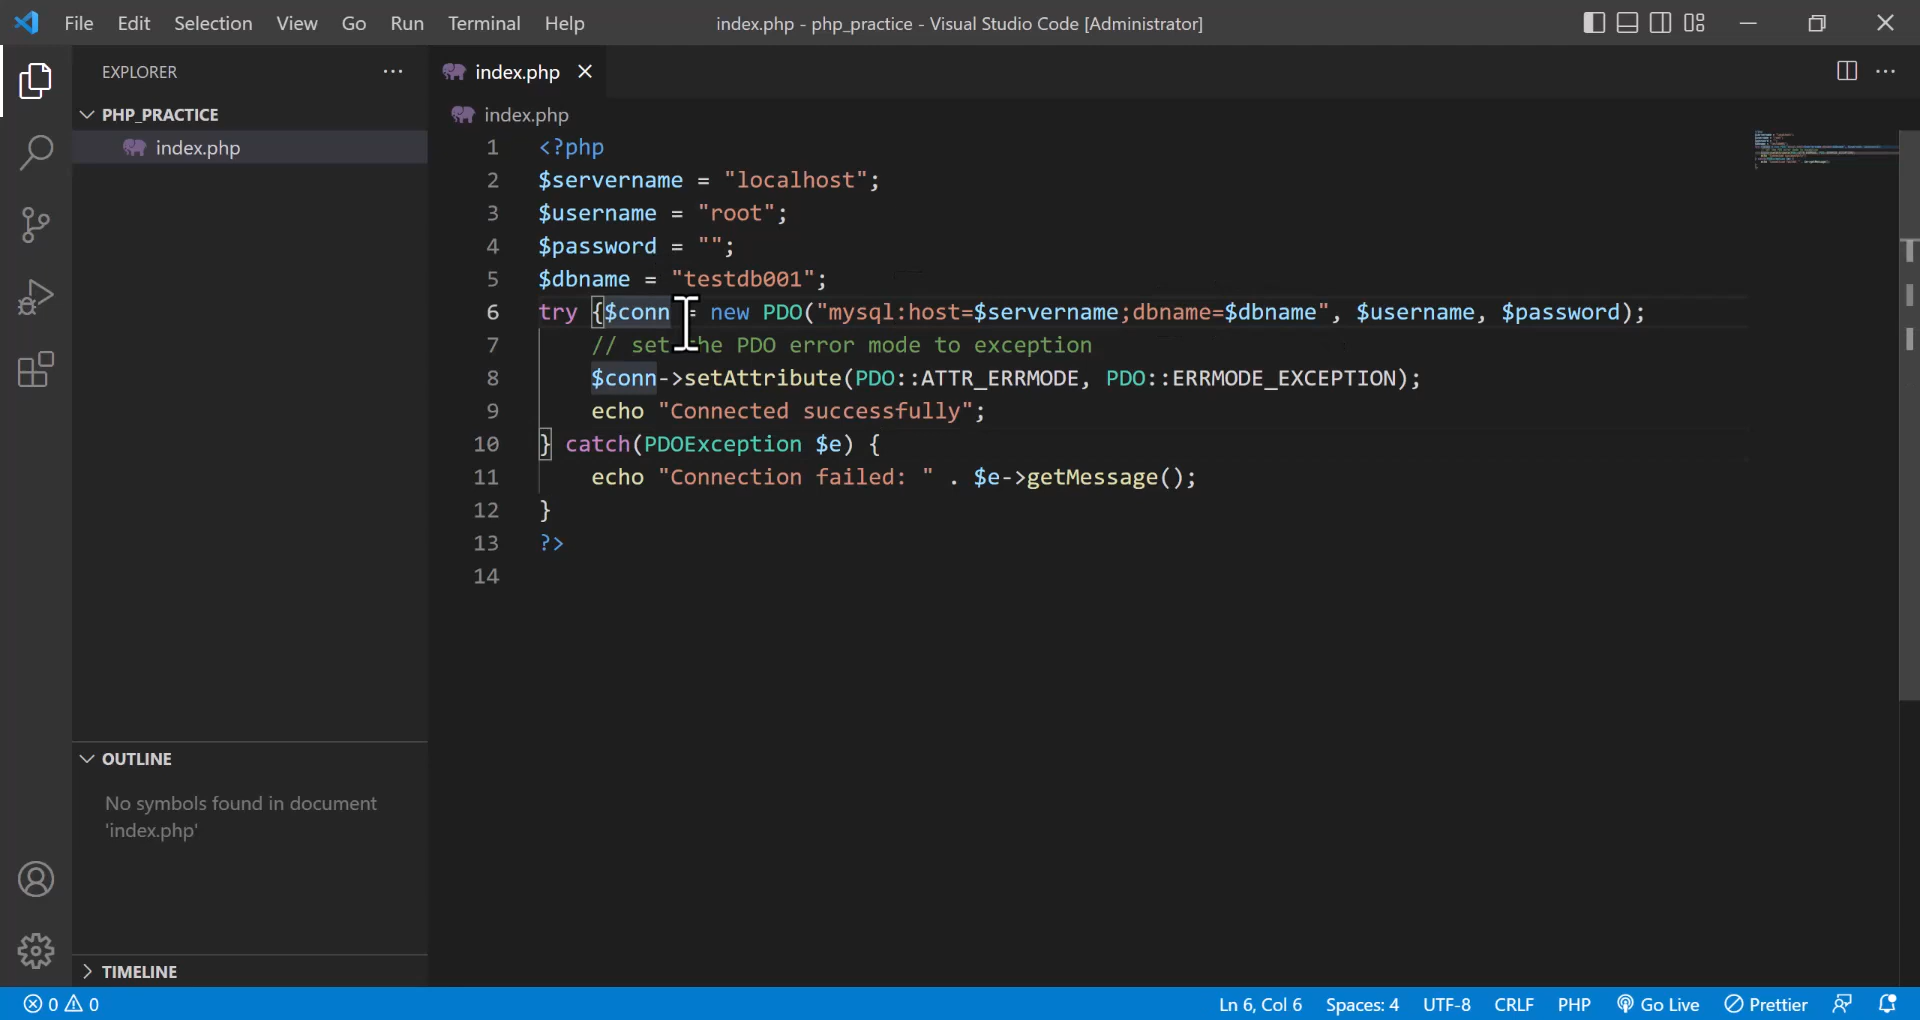 File Edit Selection View Go Run Terminal Help index.php - php_practice - Visual Studio Code [Administrator]
EXPLORER
PHP_PRACTICE
index.php
OUTLINE
No symbols found in document
'index.php'
TIMELINE
index.php
index.php
1 <?php
2 $servername = "localhost";
3 $username = "root";
4 $password = "";
5 $dbname = "testdb001";
6 try {$conn = new PDO("mysql:host=$servername;dbname=$dbname", $username, $password);
7 // set the PDO error mode to exception
8 $conn->setAttribute(PDO::ATTR_ERRMODE, PDO::ERRMODE_EXCEPTION);
9 echo "Connected successfully";
10 } catch(PDOException $e) {
11 echo "Connection failed: " . $e->getMessage();
12 }
13 ?>
14
0 0 Ln 6, Col 6 Spaces: 4 UTF-8 CRLF PHP Go Live Prettier